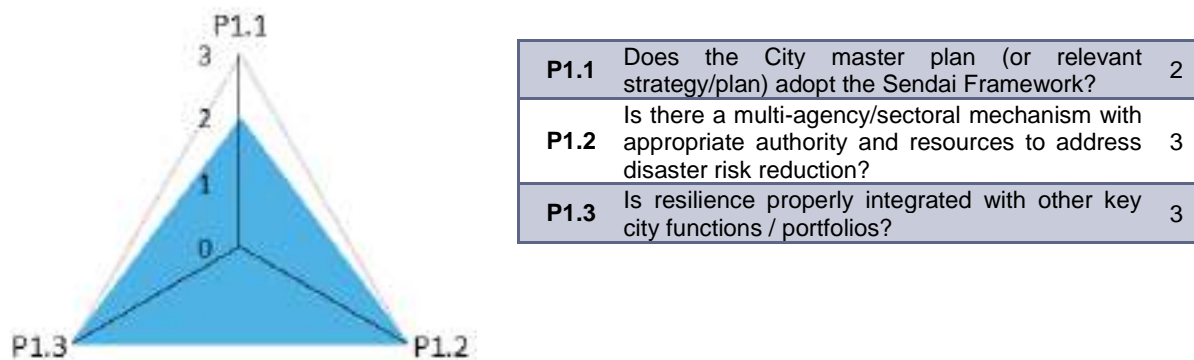 P1.1
3
2
1
0
P1.3
P1.2
P1.1 Does the City master plan (or relevant
strategy/plan) adopt the Sendai Framework? 2
Is there a multi-agency/sectoral mechanism with
P1.2 appropriate authority and resources to address 3
disaster risk reduction?
P1.3 Is resilience properly integrated with other key
city functions / portfolios? 3